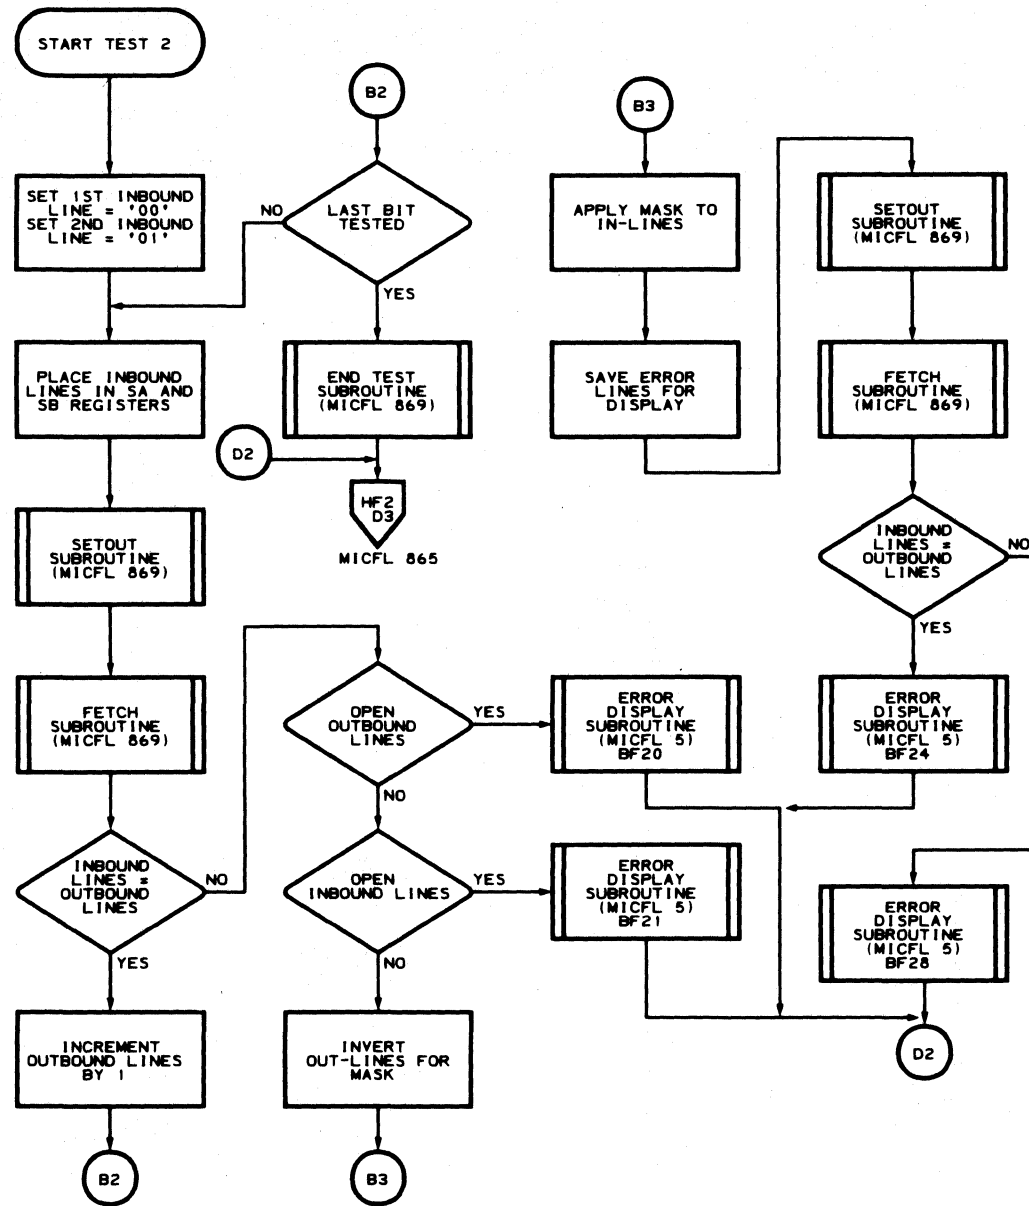 START TEST 2
SET 1ST INBOUND
LINE = '00'
SET 2ND INBOUND
LINE = '01'
PLACE INBOUND
LINES IN SA AND
SB REGISTERS
SETOUT
SUBROUTINE
(MICFL 869)
FETCH
SUBROUTINE
(MICFL 869)
INBOUND
LINES =
OUTBOUND
LINES
NO
YES
INCREMENT
OUTBOUND LINES
BY 1
B2
B2
LAST BIT
TESTED
NO
YES
END TEST
SUBROUTINE
(MICFL 869)
D2
HF2
D3
MICFL 865
OPEN
OUTBOUND
LINES
YES
NO
OPEN
INBOUND LINES
YES
NO
INVERT
OUT-LINES FOR
MASK
B3
B3
APPLY MASK TO
IN-LINES
SAVE ERROR
LINES FOR
DISPLAY
ERROR
DISPLAY
SUBROUTINE
(MICFL 5)
BF20
ERROR
DISPLAY
SUBROUTINE
(MICFL 5)
BF21
SETOUT
SUBROUTINE
(MICFL 869)
FETCH
SUBROUTINE
(MICFL 869)
INBOUND
LINES =
OUTBOUND
LINES
NO
YES
ERROR
DISPLAY
SUBROUTINE
(MICFL 5)
BF24
ERROR
DISPLAY
SUBROUTINE
(MICFL 5)
BF28
D2